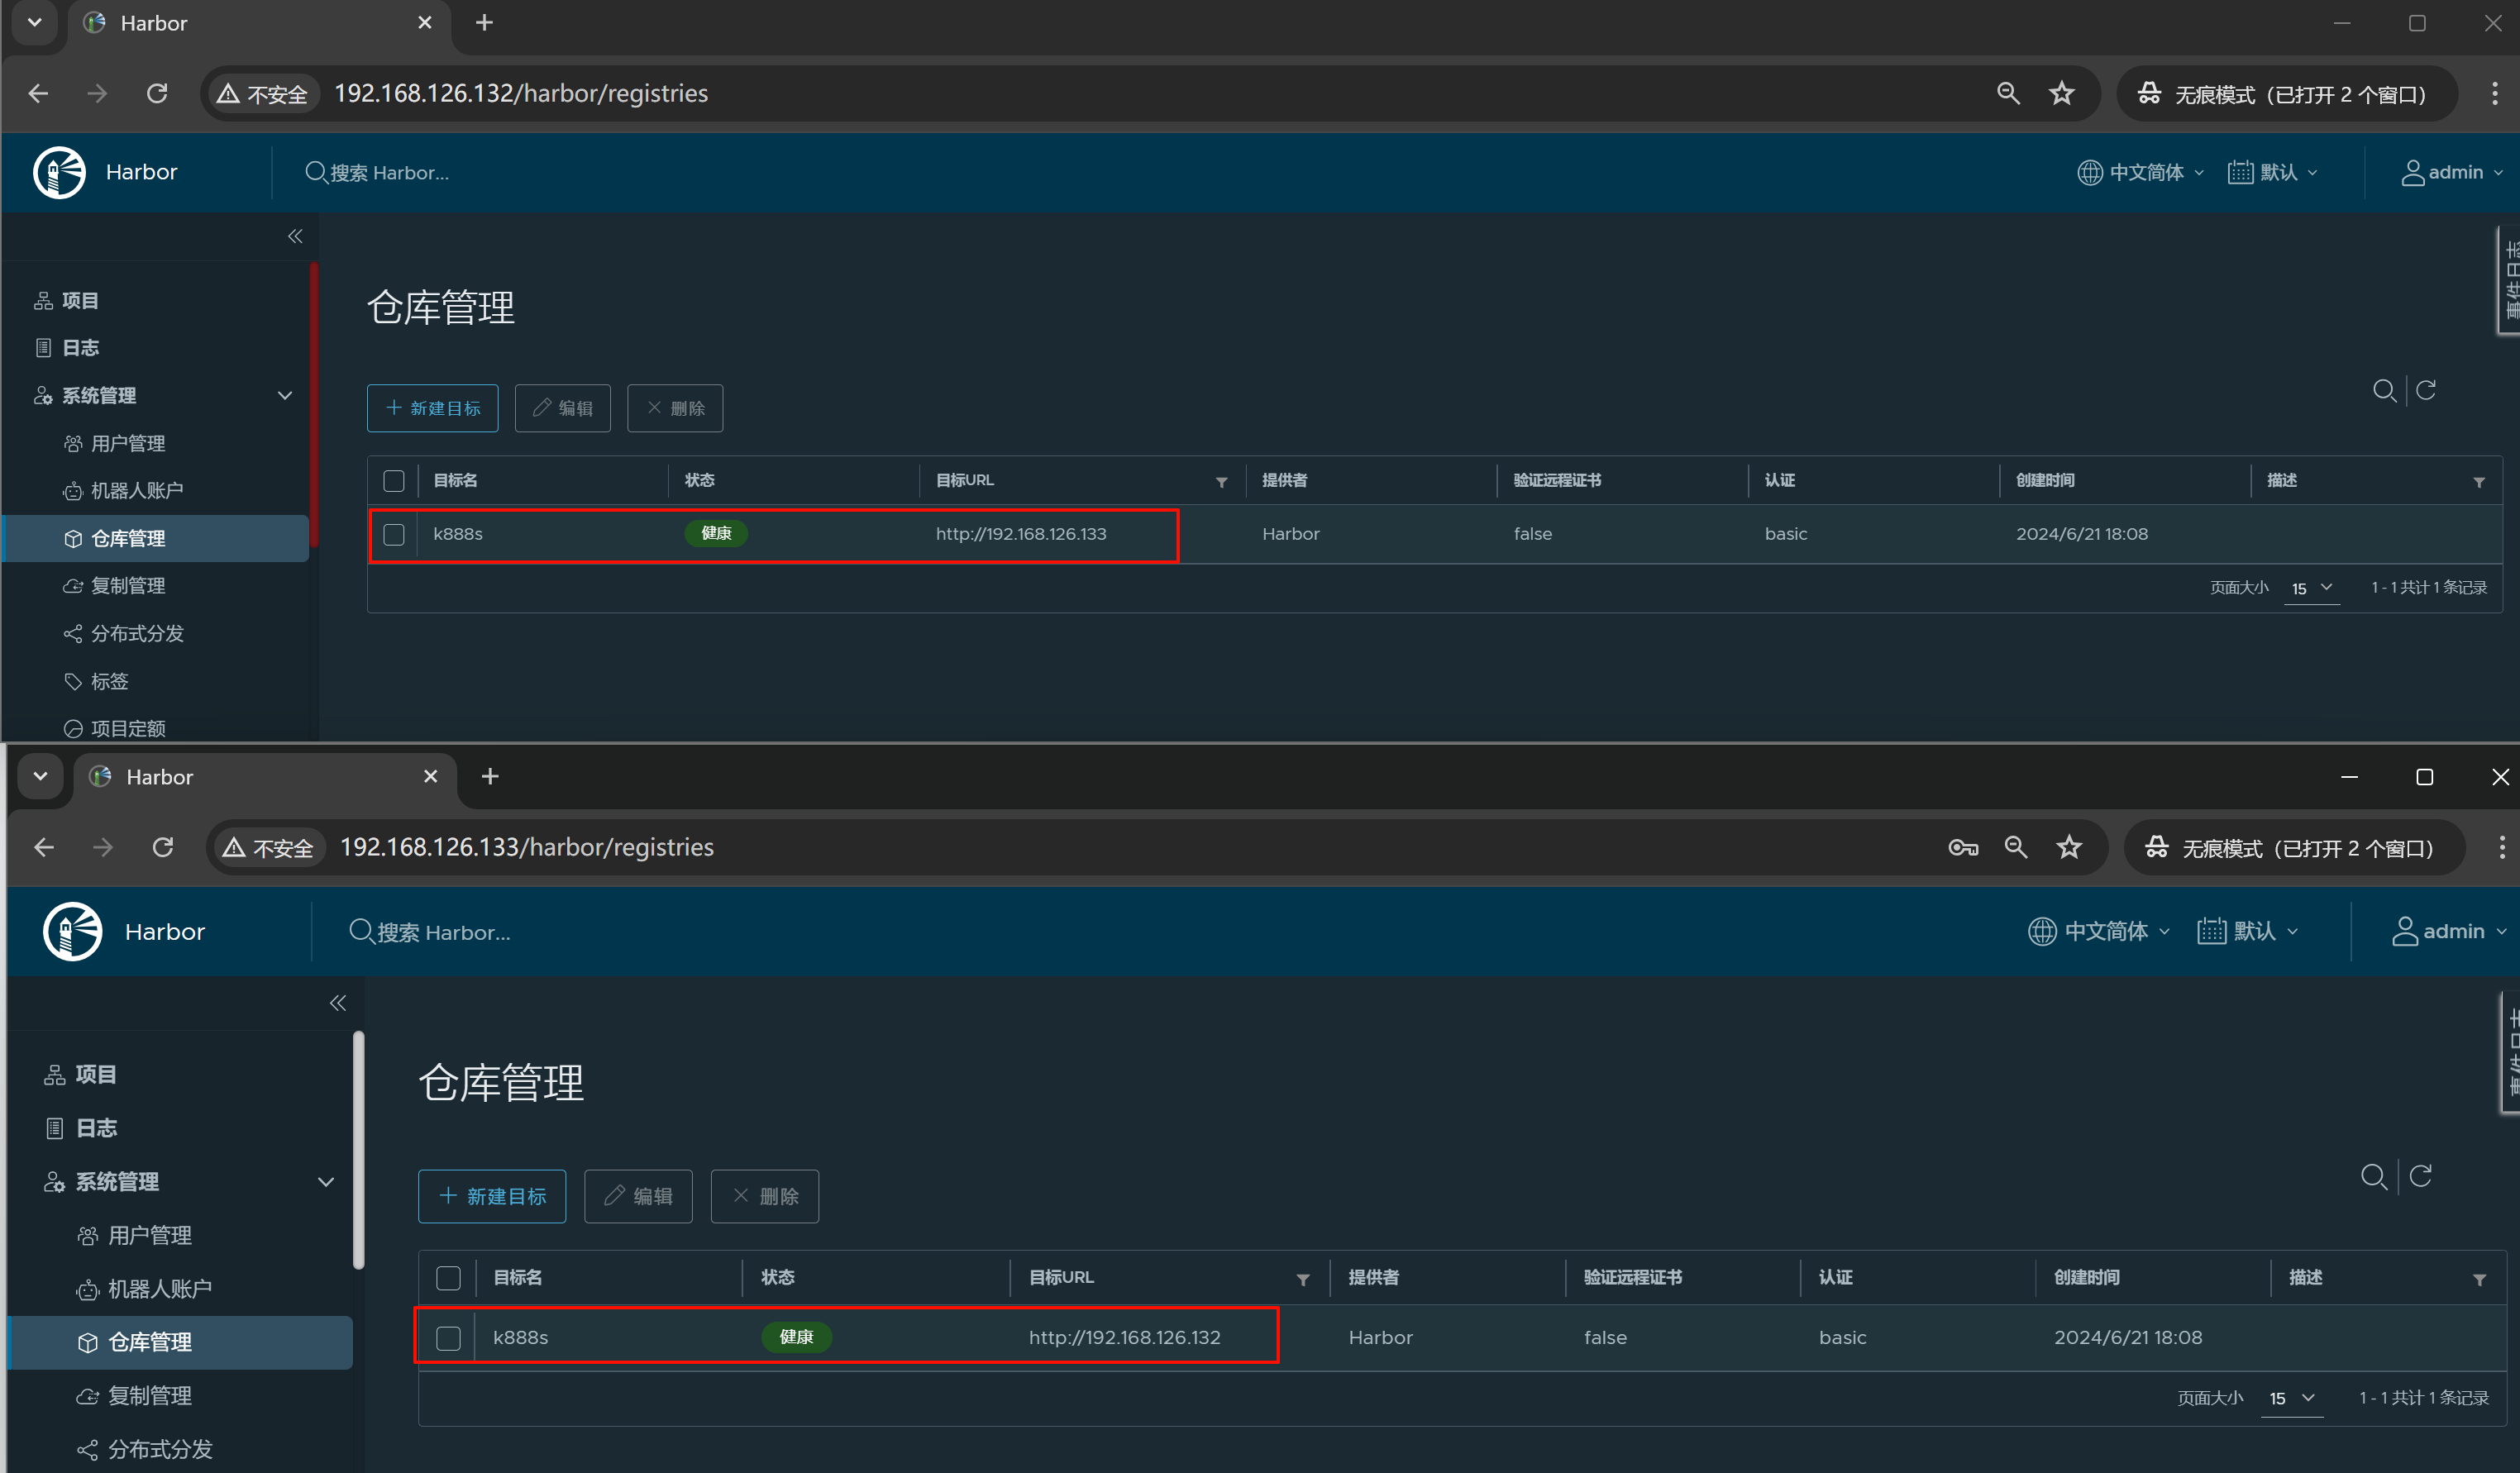 Harbor
不安全 192.168.126.132/harbor/registries 无痕模式（已打开 2 个窗口）
Harbor 搜索 Harbor... 中文简体 默认 admin
事件日志
项目
日志
系统管理
用户管理
机器人账户
仓库管理
复制管理
分布式分发
标签
项目定额
仓库管理
新建目标 编辑 删除
目标名 状态 目标URL 提供者 验证远程证书 认证 创建时间 描述
k888s 健康 http://192.168.126.133 Harbor false basic 2024/6/21 18:08
页面大小 15 1 - 1 共计 1 条记录
Harbor
不安全 192.168.126.133/harbor/registries 无痕模式（已打开 2 个窗口）
Harbor 搜索 Harbor... 中文简体 默认 admin
项目
日志
系统管理
用户管理
机器人账户
仓库管理
复制管理
分布式分发
仓库管理
新建目标 编辑 删除
目标名 状态 目标URL 提供者 验证远程证书 认证 创建时间 描述
k888s 健康 http://192.168.126.132 Harbor false basic 2024/6/21 18:08
页面大小 15 1 - 1 共计 1 条记录